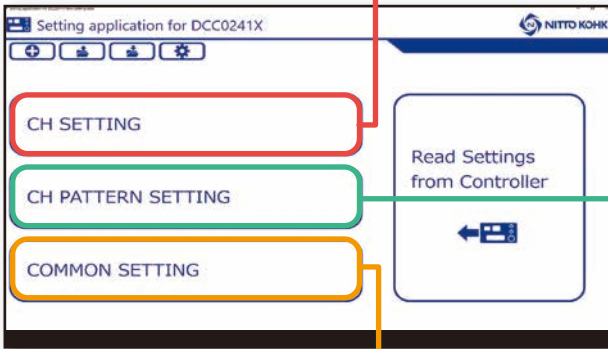 Setting application for DCC0241X
NITTO KOHK
CH SETTING
CH PATTERN SETTING
COMMON SETTING
Read Settings
from Controller